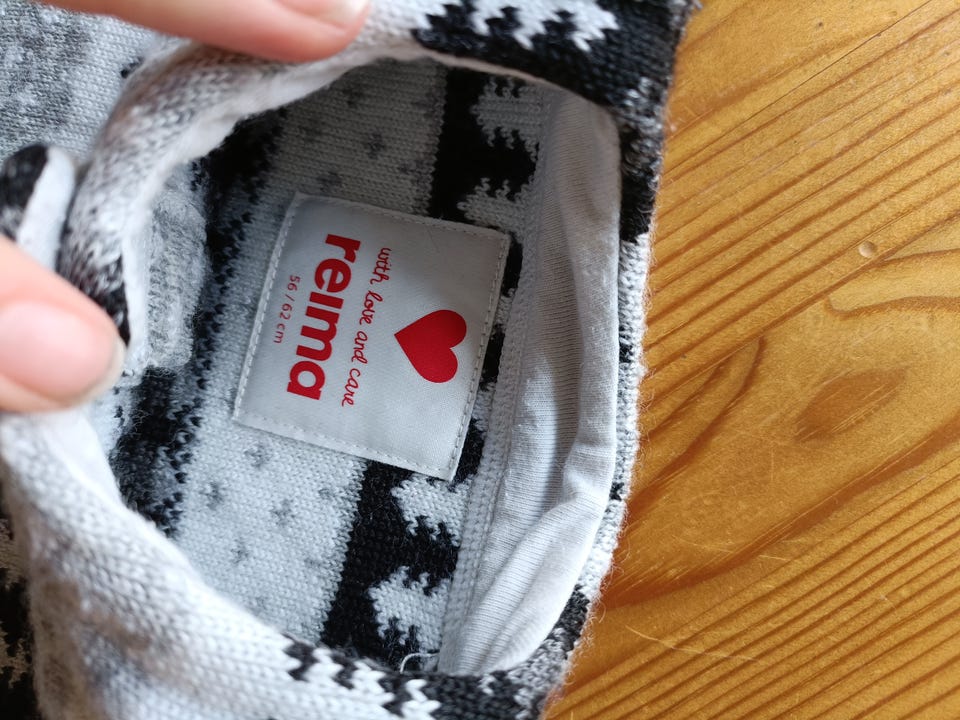 with love and care
reima
56 / 62 cm